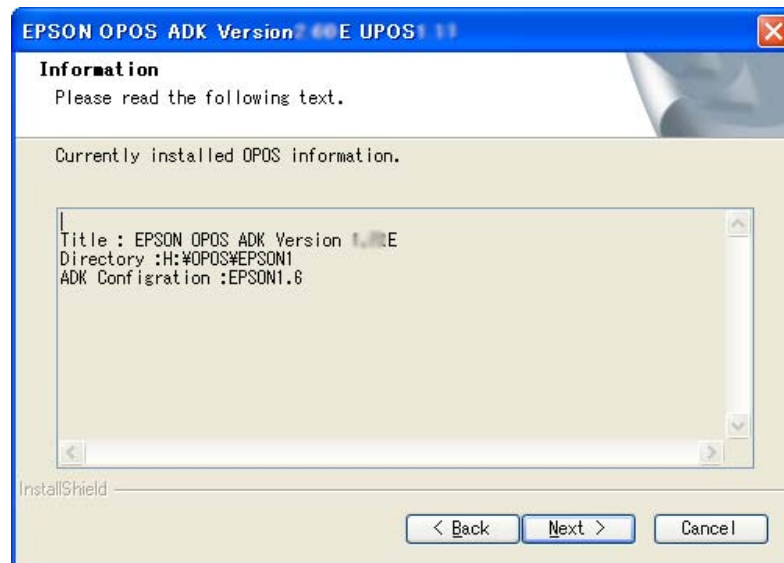 EPSON OPOS ADK Version E UPOS
Information
Please read the following text.
Currently installed OPOS information.
Title : EPSON OPOS ADK Version E
Directory :H:¥OPOS¥EPSON1
ADK Configration :EPSON1.6
InstallShield
< Back Next > Cancel